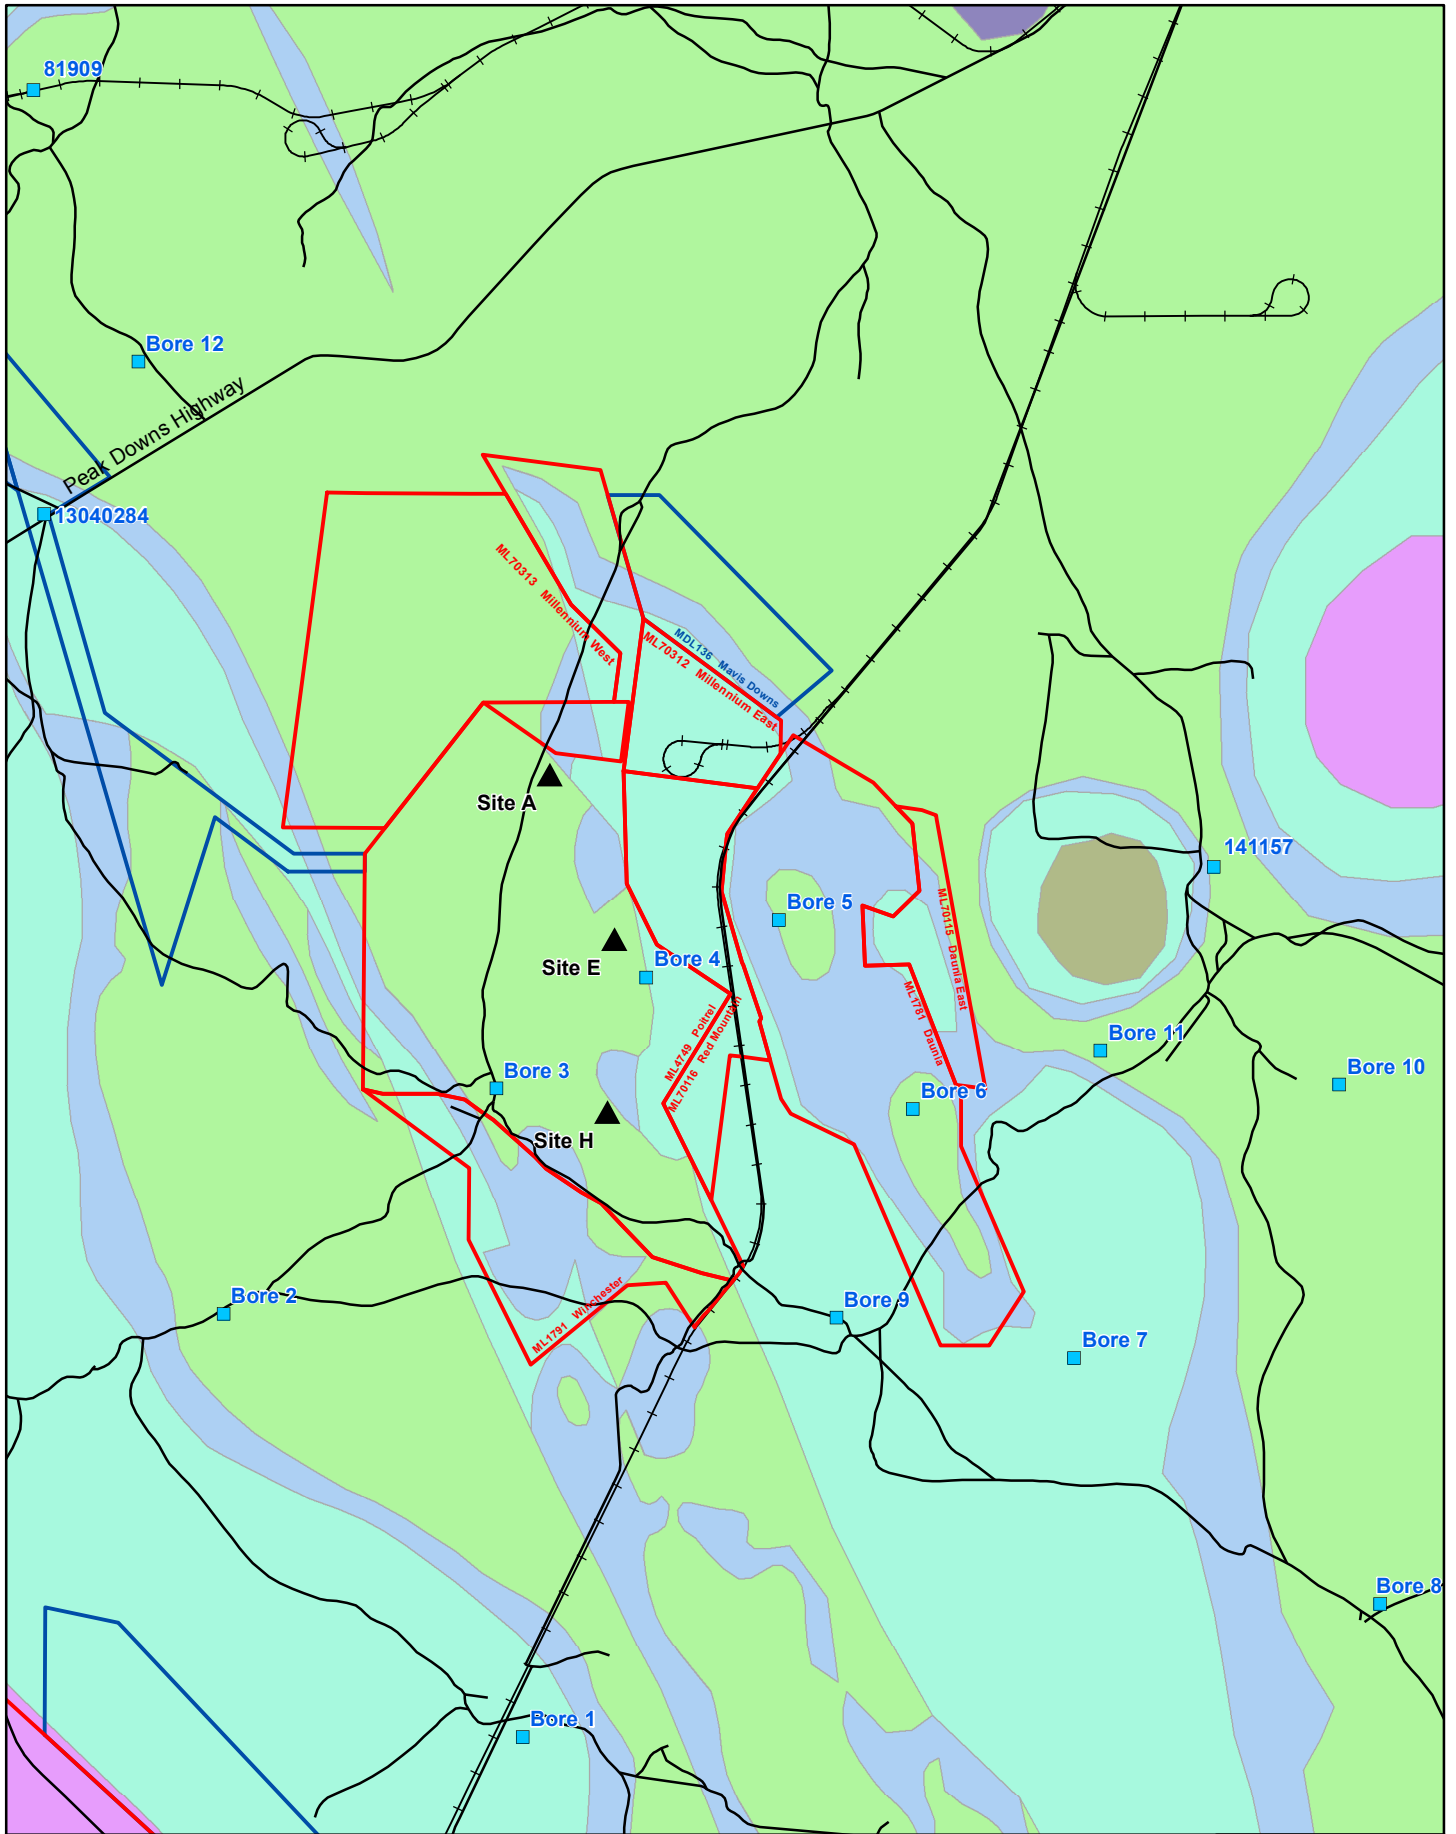 81909
Bore 12
Peak Downs Highway
13040284
ML70313 Millennium West
MDL136 Mavis Downs
ML70312 Millennium East
Site A
141157
Bore 5
ML70115 Daunia East
Site E
Bore 4
ML1781 Daunia
ML4749 Poitrel
ML70116 Red Mountain
Bore 11
Bore 3
Bore 10
Bore 6
Site H
Bore 2
ML1791 Winchester
Bore 9
Bore 7
Bore 8
Bore 1